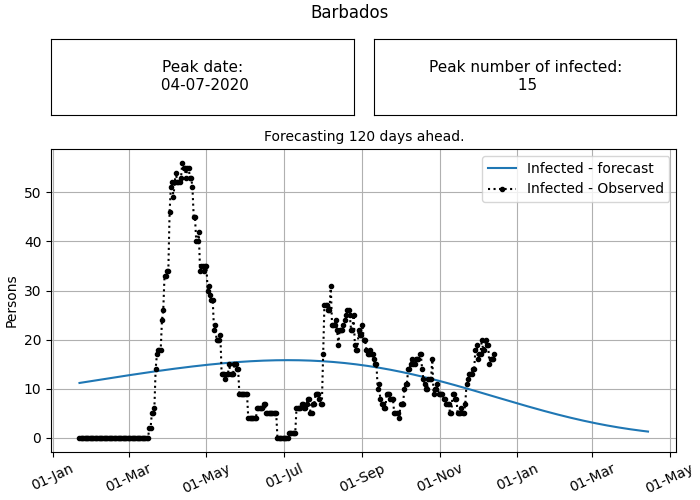 Barbados
Peak date:
04-07-2020
Peak number of infected:
15
Forecasting 120 days ahead.
Infected - forecast
Infected - Observed
Persons
50
40
30
20
10
0
01-Jan
01-Mar
01-May
01-Jul
01-Sep
01-Nov
01-Jan
01-Mar
01-May